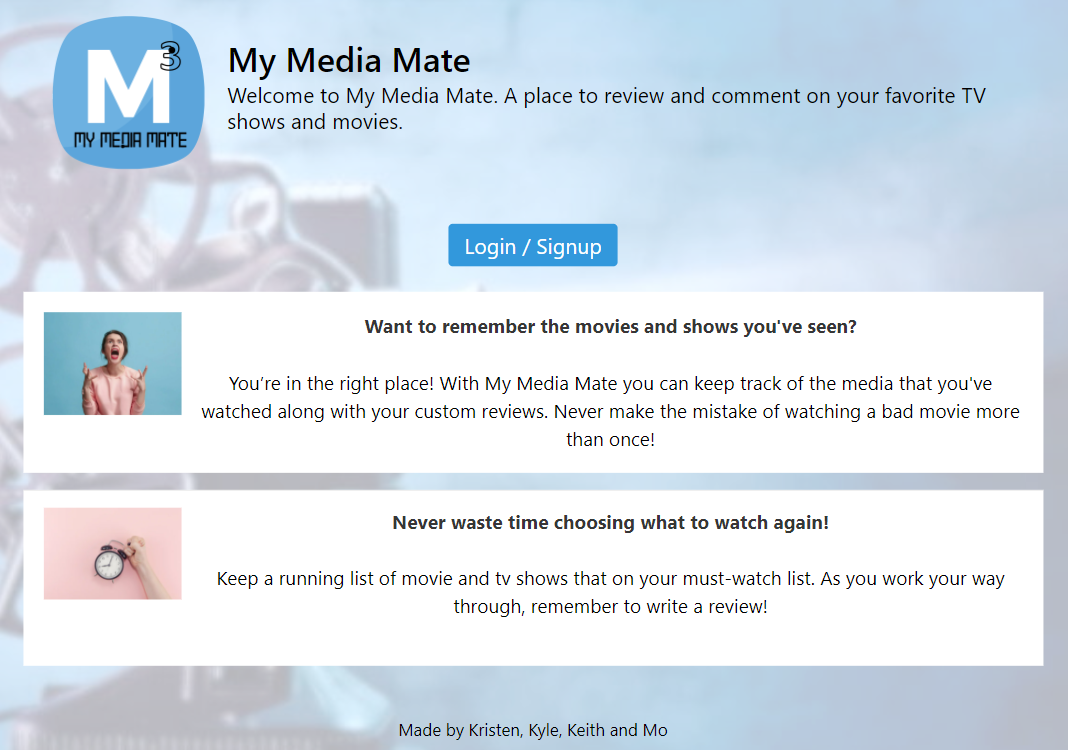 M3
MY MEDIA MATE
My Media Mate
Welcome to My Media Mate. A place to review and comment on your favorite TV
shows and movies.
Login / Signup
Want to remember the movies and shows you've seen?
You’re in the right place! With My Media Mate you can keep track of the media that you've
watched along with your custom reviews. Never make the mistake of watching a bad movie more
than once!
Never waste time choosing what to watch again!
Keep a running list of movie and tv shows that on your must-watch list. As you work your way
through, remember to write a review!
Made by Kristen, Kyle, Keith and Mo